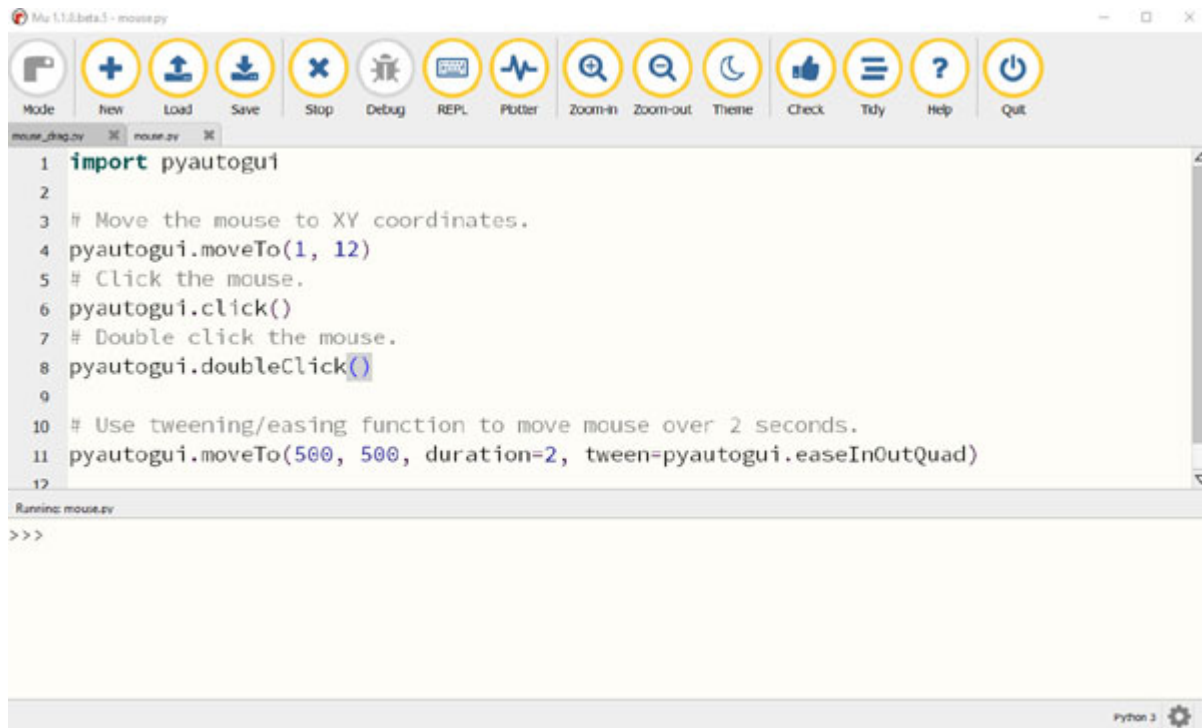 Mu 1.1.0.beta.5 - mouse.py
Mode New Load Save Stop Debug REPL Plotter Zoom-in Zoom-out Theme Check Tidy Help Quit
mouse_drag.py mouse.py
1 import pyautogui
2
3 # Move the mouse to XY coordinates.
4 pyautogui.moveTo(1, 12)
5 # Click the mouse.
6 pyautogui.click()
7 # Double click the mouse.
8 pyautogui.doubleClick()
9
10 # Use tweening/easing function to move mouse over 2 seconds.
11 pyautogui.moveTo(500, 500, duration=2, tween=pyautogui.easeInOutQuad)
12
Running: mouse.py
>>>
Python 3